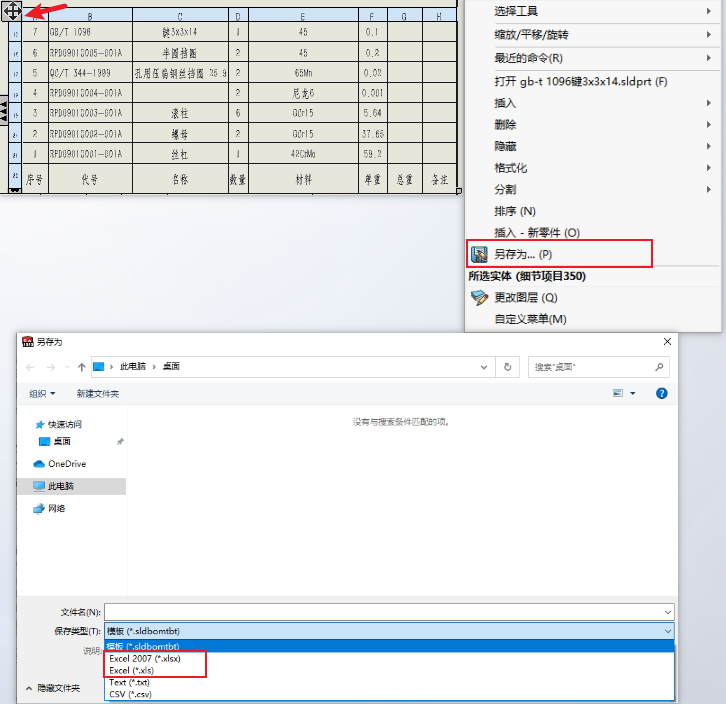 A B C D E F G H
15 7 GB/T 1096 键3x3x14 1 45 0.1
16 6 RPD09010005-001A 半圆挡圈 2 45 0.2
17 5 QC/T 344-1999 孔用压扁钢丝挡圈 25.9 2 65Mn 0.02
4 RPD09010004-001A 2 尼龙6 0.001
3 RPD09010003-001A 滚柱 6 GCr15 5.64
2 RPD09010002-001A 螺母 2 GCr15 37.65
21 1 RPD09010001-001A 丝杠 1 42CrMo 59.2
序号 代号 名称 数量 材料 单重 总重 备注
选择工具
缩放/平移/旋转
最近的命令(R)
打开 gb-t 1096键3x3x14.sldprt (F)
插入
删除
隐藏
格式化
分割
排序 (N)
插入 - 新零件 (O)
另存为... (P)
所选实体 (细节项目350)
更改图层 (Q)
自定义菜单(M)
另存为
此电脑 › 桌面
搜索"桌面"
组织 新建文件夹
快速访问
桌面
OneDrive
此电脑
网络
没有与搜索条件匹配的项。
文件名(N):
保存类型(T): 模板 (*.sldbomtbt)
说明: 模板 (*.sldbomtbt)
Excel 2007 (*.xlsx)
Excel (*.xls)
Text (*.txt)
CSV (*.csv)
隐藏文件夹